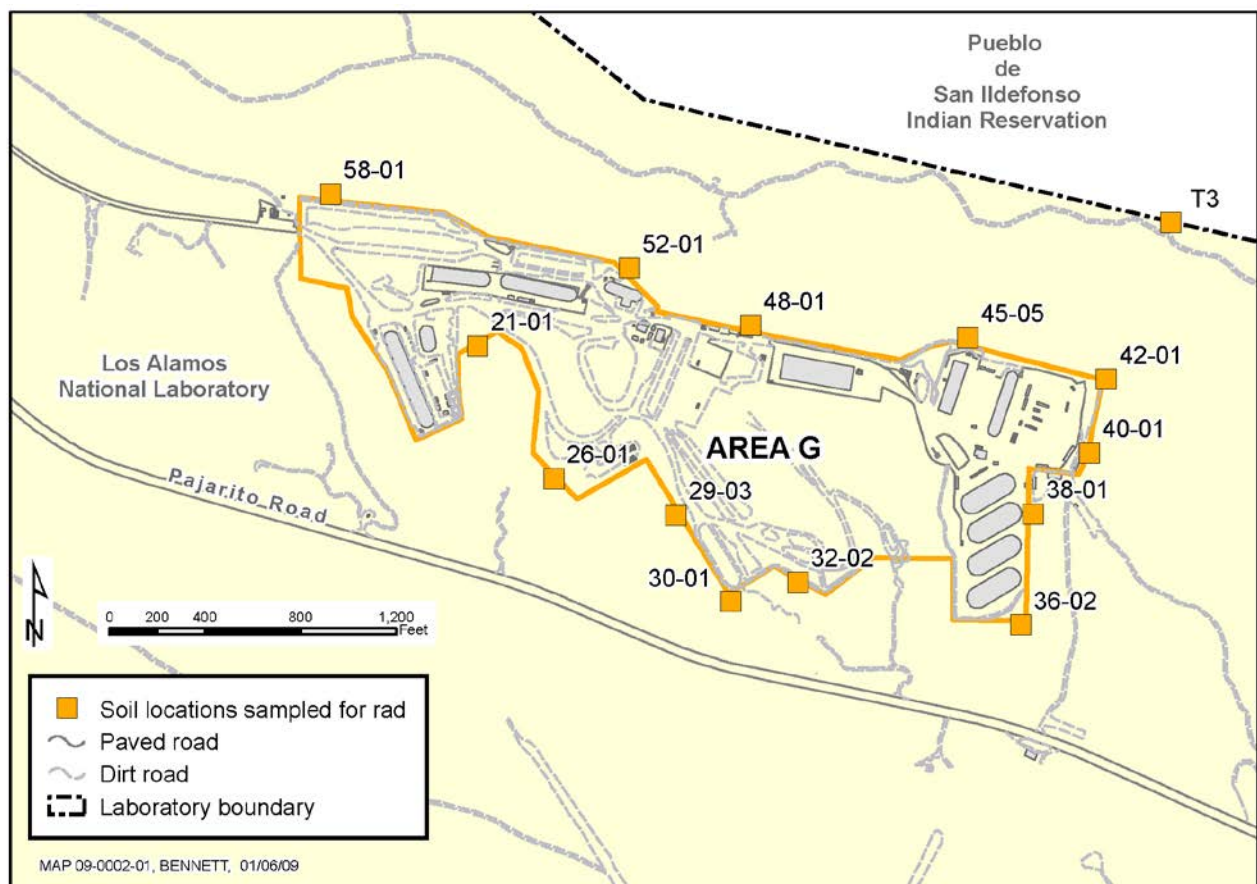 Pueblo
de
San Ildefonso
Indian Reservation
58-01
T3
52-01
48-01
45-05
21-01
42-01
Los Alamos
National Laboratory
40-01
AREA G
26-01
38-01
Pajarito Road
29-03
32-02
30-01
36-02
N
0 200 400 800 1,200
Feet
Soil locations sampled for rad
Paved road
Dirt road
Laboratory boundary
MAP 09-0002-01, BENNETT, 01/06/09